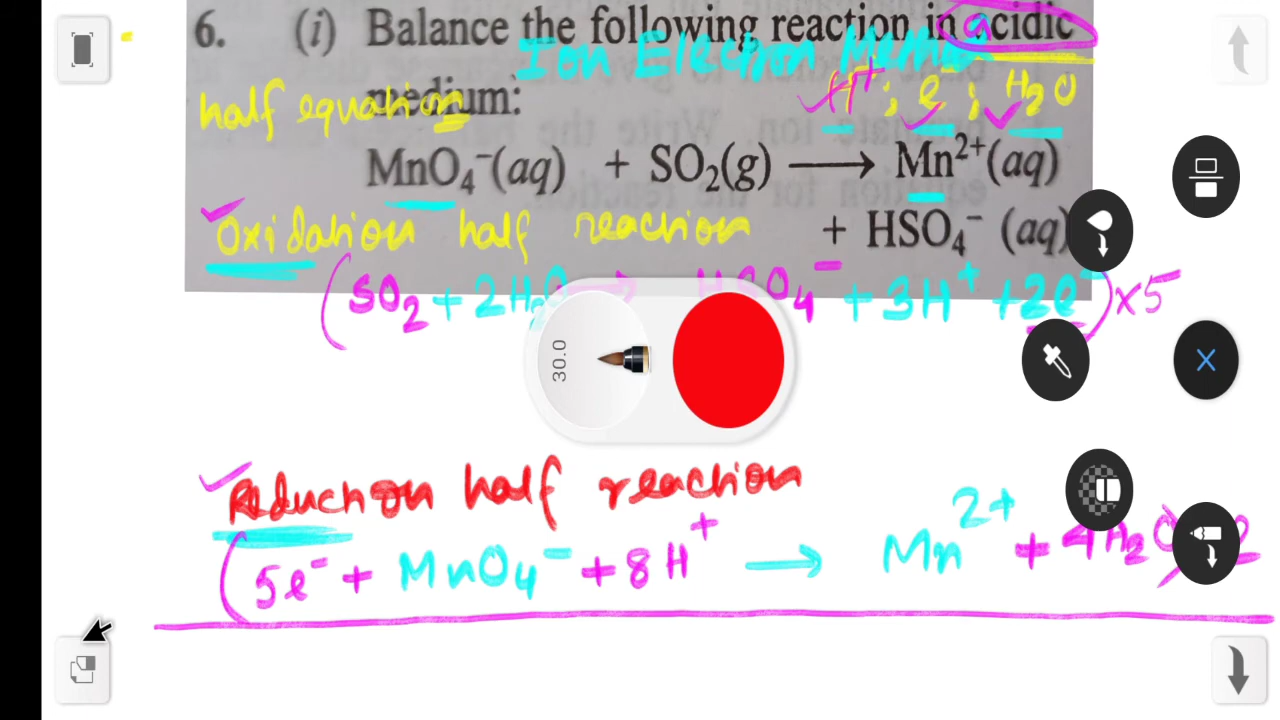 6. (i) Balance the following reaction in acidic
Ion Electron Method
medium:
half equation
H⁺ ; e⁻ ; H₂O
MnO₄⁻(aq) + SO₂(g) ⟶ Mn²⁺(aq)
Oxidation half reaction
+ HSO₄⁻ (aq)
(SO₂ + 2H₂O → HSO₄⁻ + 3H⁺ + 2e⁻) × 5
30.0
Reduction half reaction
(5e⁻ + MnO₄⁻ + 8H⁺ → Mn²⁺ + 4H₂O) 2